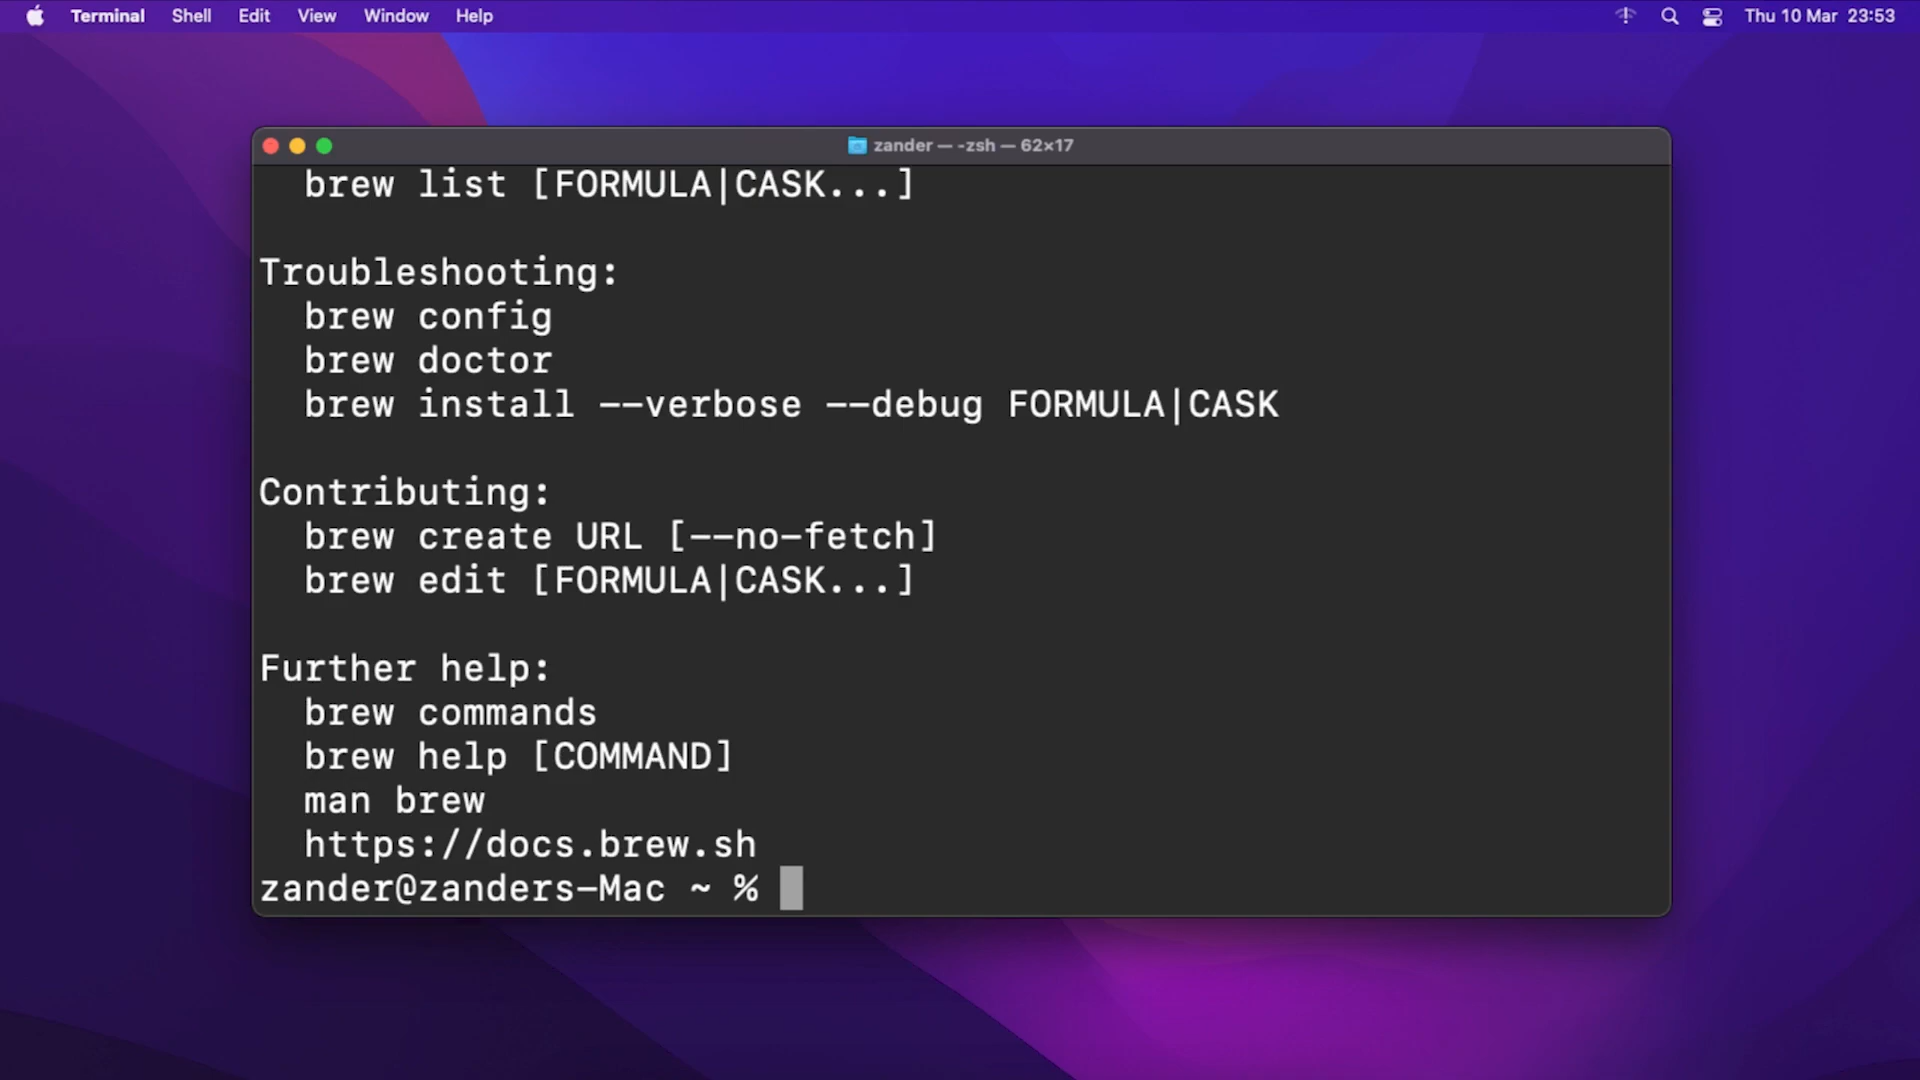 Terminal Shell Edit View Window Help Thu 10 Mar 23:53
zander — -zsh — 62×17
brew list [FORMULA|CASK...]
Troubleshooting:
brew config
brew doctor
brew install --verbose --debug FORMULA|CASK
Contributing:
brew create URL [--no-fetch]
brew edit [FORMULA|CASK...]
Further help:
brew commands
brew help [COMMAND]
man brew
https://docs.brew.sh
zander@zanders-Mac ~ %